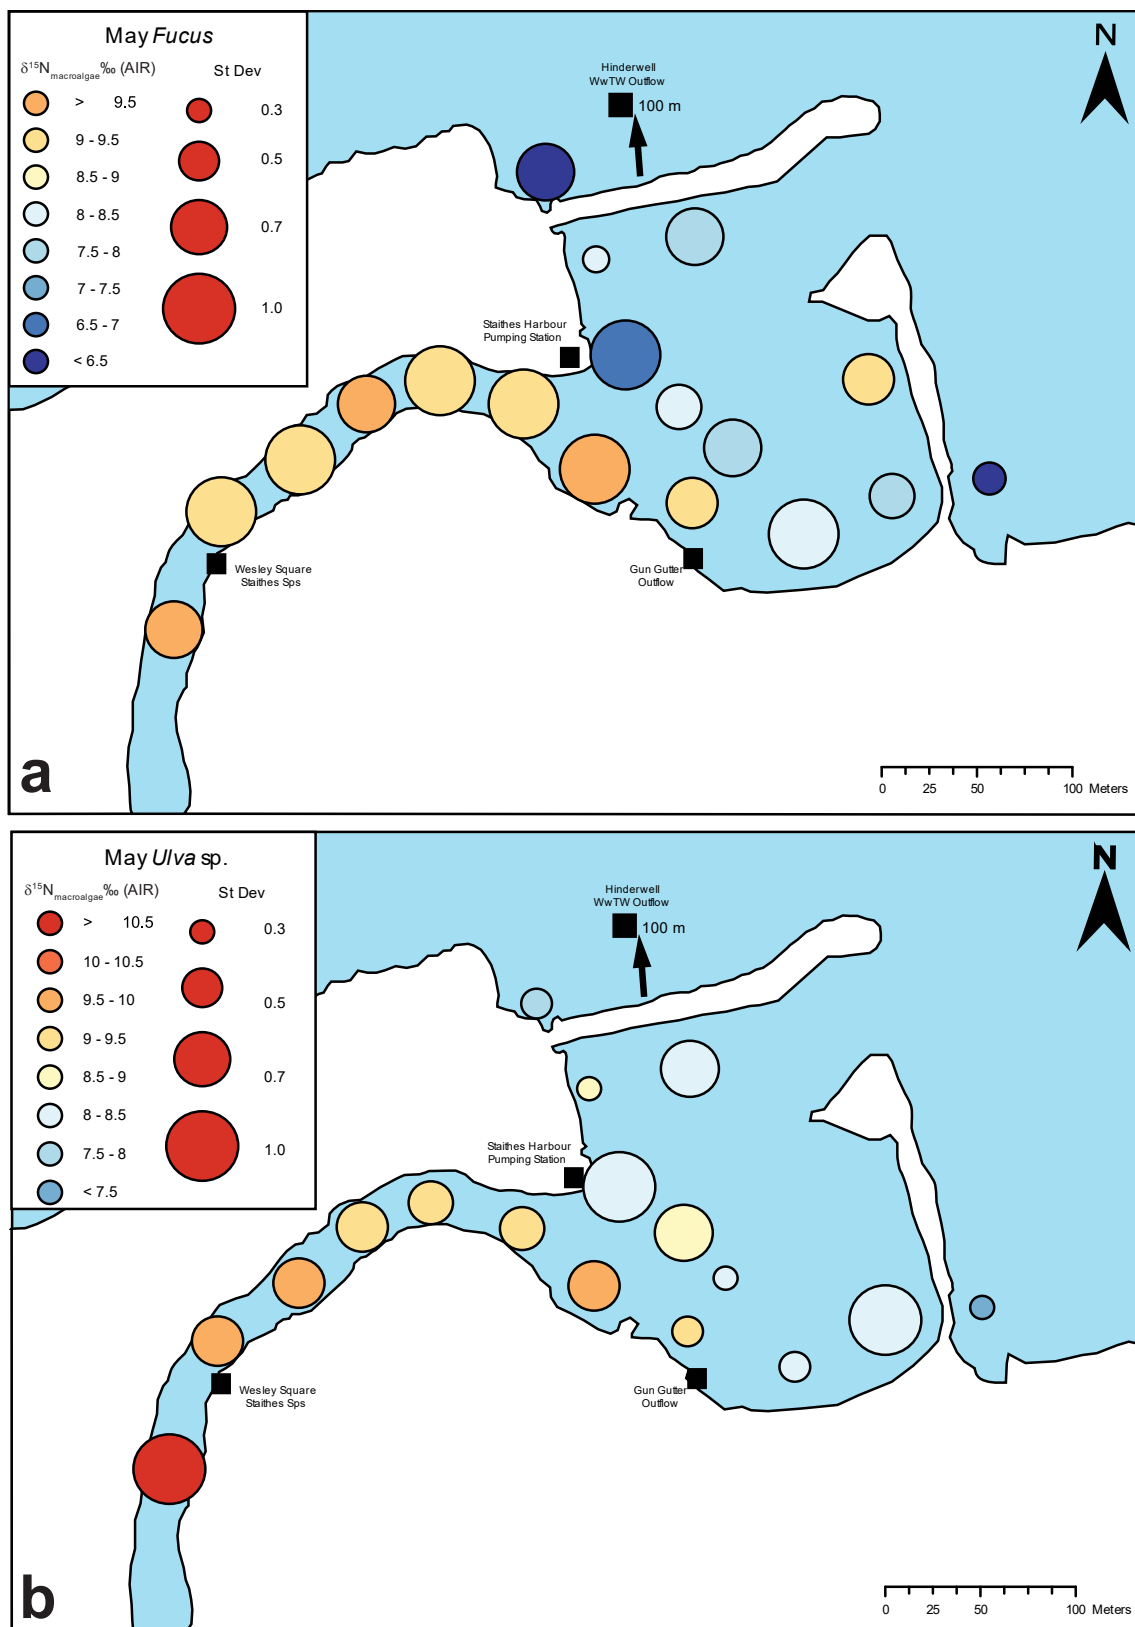 May Fucus
δ15Nmacroalgae‰ (AIR)
St Dev
> 9.5
9 - 9.5
8.5 - 9
8 - 8.5
7.5 - 8
7 - 7.5
6.5 - 7
< 6.5
0.3
0.5
0.7
1.0
Hinderwell
WwTW Outflow
100 m
N
Staithes Harbour
Pumping Station
Wesley Square
Staithes Sps
Gun Gutter
Outflow
a
0 25 50 100 Meters
May Ulva sp.
δ15Nmacroalgae‰ (AIR)
St Dev
> 10.5
10 - 10.5
9.5 - 10
9 - 9.5
8.5 - 9
8 - 8.5
7.5 - 8
< 7.5
0.3
0.5
0.7
1.0
Hinderwell
WwTW Outflow
100 m
N
Staithes Harbour
Pumping Station
Wesley Square
Staithes Sps
Gun Gutter
Outflow
b
0 25 50 100 Meters